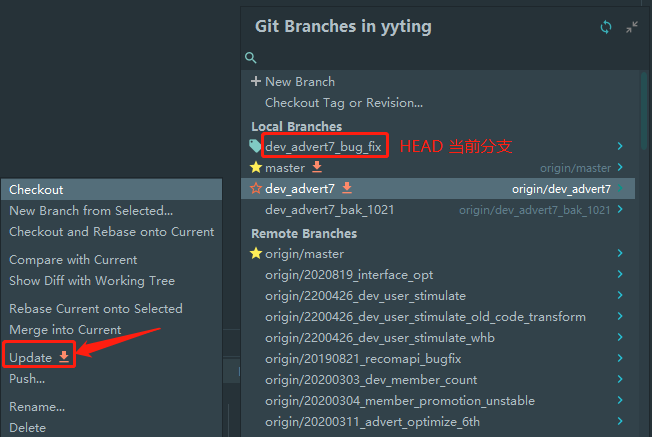 Git Branches in yyting
New Branch
Checkout Tag or Revision...
Local Branches
dev_advert7_bug_fix HEAD 当前分支
master origin/master
dev_advert7 origin/dev_advert7
dev_advert7_bak_1021 origin/dev_advert7_bak_1021
Remote Branches
origin/master
origin/2020819_interface_opt
origin/2200426_dev_user_stimulate
origin/2200426_dev_user_stimulate_old_code_transform
origin/2200426_dev_user_stimulate_whb
origin/20190821_recomapi_bugfix
origin/20200303_dev_member_count
origin/20200304_member_promotion_unstable
origin/20200311_advert_optimize_6th
Checkout
New Branch from Selected...
Checkout and Rebase onto Current
Compare with Current
Show Diff with Working Tree
Rebase Current onto Selected
Merge into Current
Update
Push...
Rename...
Delete